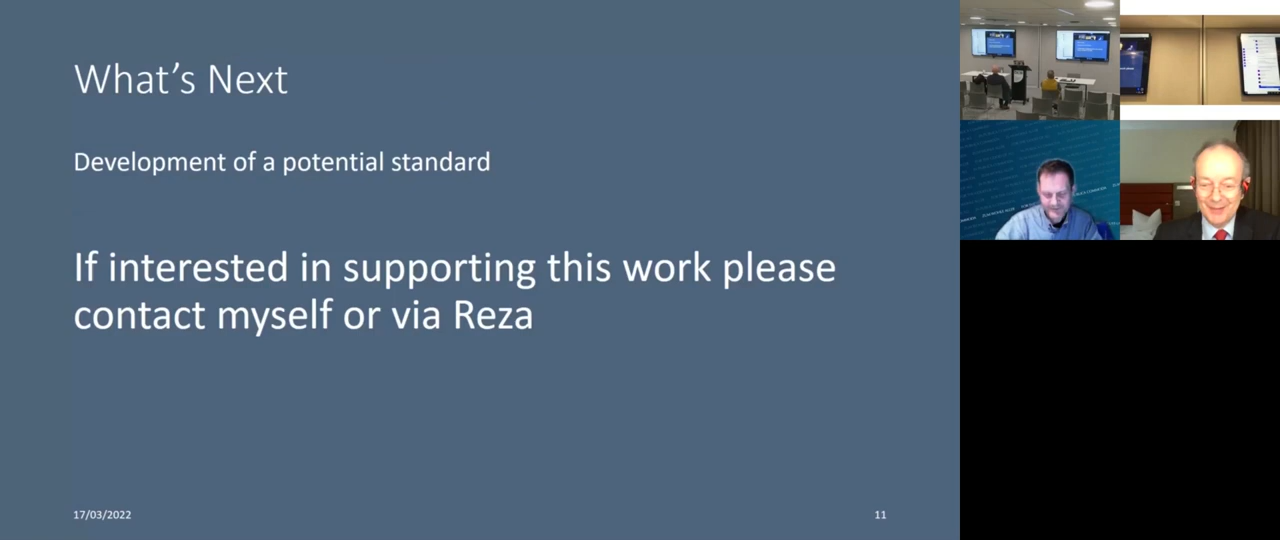 What's Next
Development of a potential standard
If interested in supporting this work please
contact myself or via Reza
17/03/2022
11